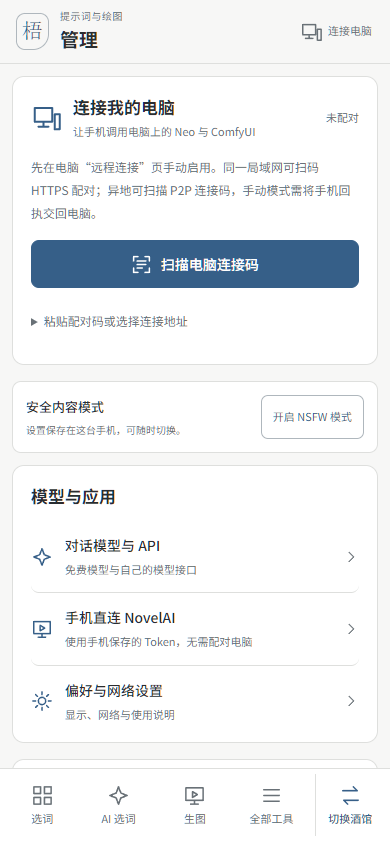 梧
提示词与绘图
管理
连接电脑
连接我的电脑
让手机调用电脑上的 Neo 与 ComfyUI
未配对
先在电脑“远程连接”页手动启用。同一局域网可扫码
HTTPS 配对；异地可扫描 P2P 连接码，手动模式需将手机回
执交回电脑。
扫描电脑连接码
粘贴配对码或选择连接地址
安全内容模式
设置保存在这台手机，可随时切换。
开启 NSFW 模式
模型与应用
对话模型与 API
免费模型与自己的模型接口
手机直连 NovelAI
使用手机保存的 Token，无需配对电脑
偏好与网络设置
显示、网络与使用说明
选词
AI 选词
生图
全部工具
切换酒馆